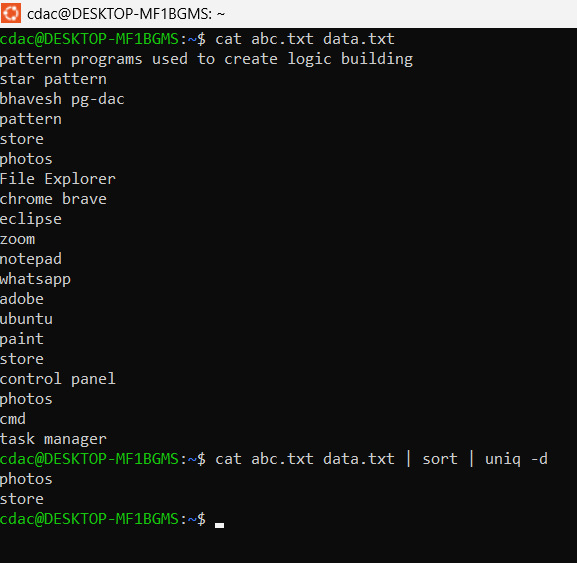 cdac@DESKTOP-MF1BGMS: ~
cdac@DESKTOP-MF1BGMS:~$ cat abc.txt data.txt
pattern programs used to create logic building
star pattern
bhavesh pg-dac
pattern
store
photos
File Explorer
chrome brave
eclipse
zoom
notepad
whatsapp
adobe
ubuntu
paint
store
control panel
photos
cmd
task manager
cdac@DESKTOP-MF1BGMS:~$ cat abc.txt data.txt | sort | uniq -d
photos
store
cdac@DESKTOP-MF1BGMS:~$